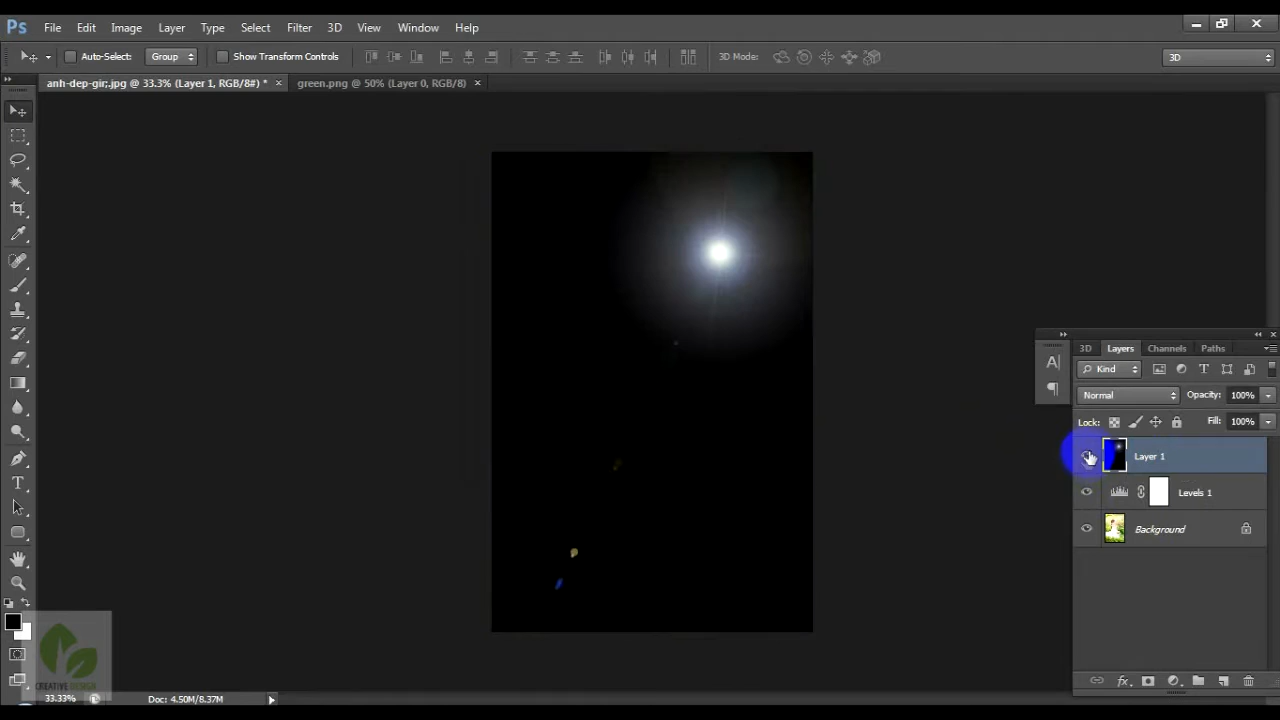 Ps File Edit Image Layer Type Select Filter 3D View Window Help
Auto-Select: Group Show Transform Controls 3D Mode: 3D
anh-dep-gir;.jpg @ 33.3% (Layer 1, RGB/8#) * × green.png @ 50% (Layer 0, RGB/8) ×
3D Layers Channels Paths
Kind
Normal Opacity: 100%
Lock: Fill: 100%
Layer 1
Levels 1
Background
CREATIVE DESIGN
33.33% Doc: 4.50M/8.37M